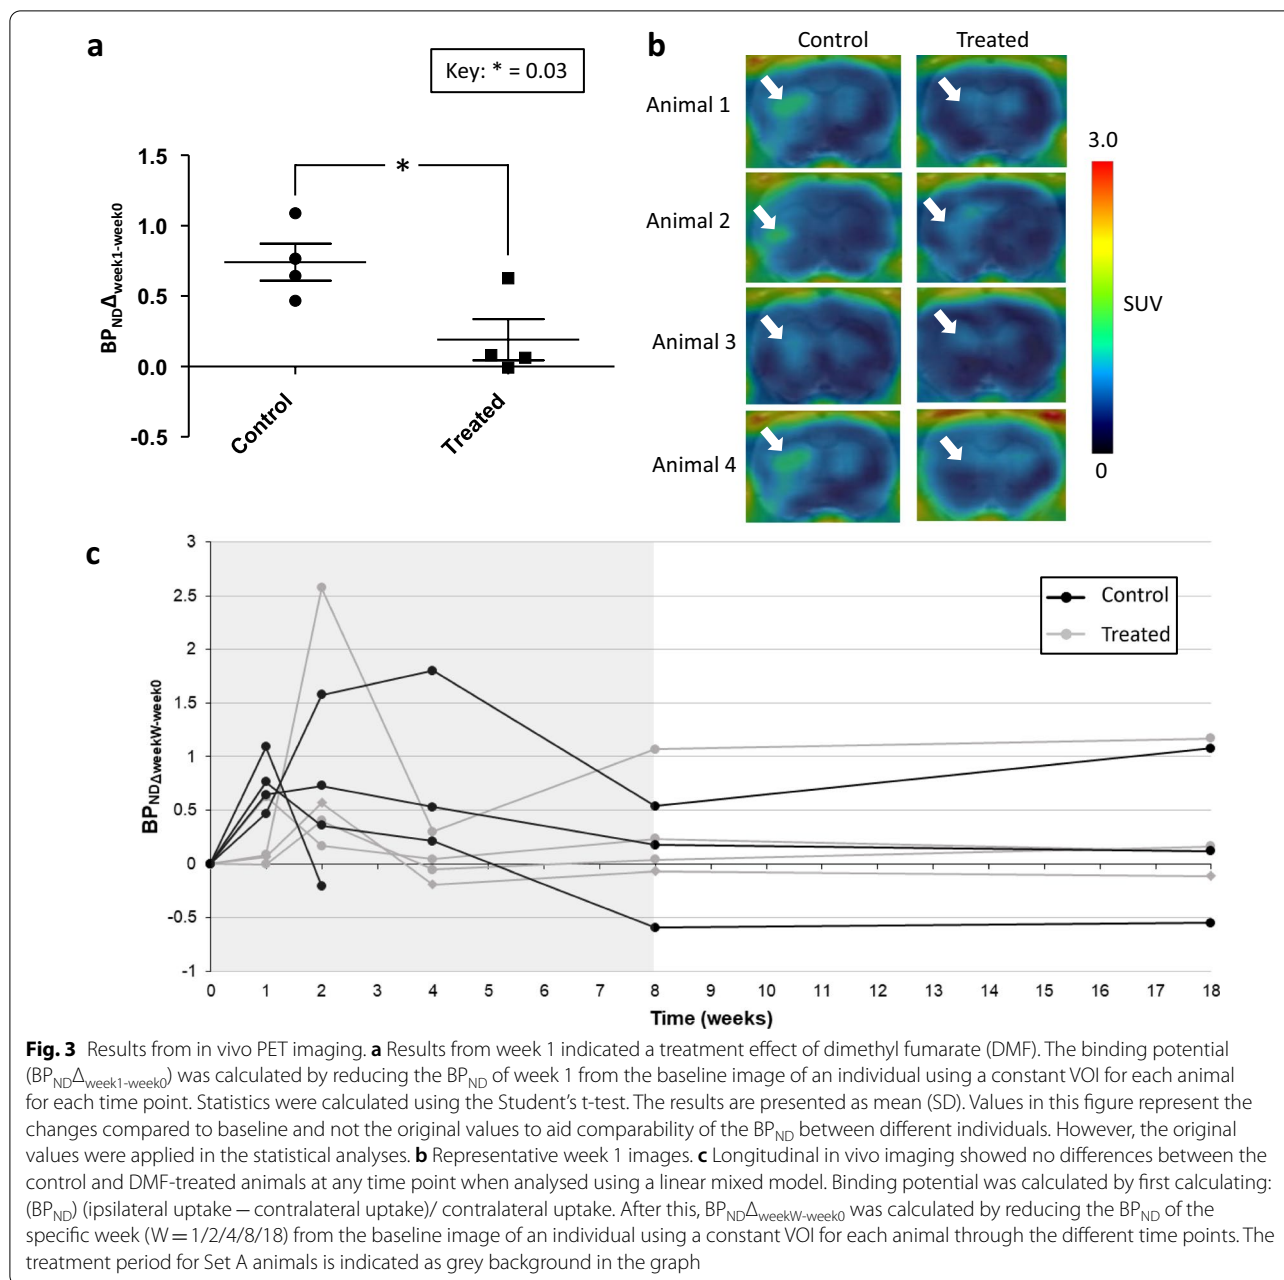 a
Key: * = 0.03
1.5
1.0
0.5
0.0
-0.5
BPNDΔweek1-week0
*
Control
Treated
b
Control
Treated
Animal 1
Animal 2
Animal 3
Animal 4
3.0
SUV
0
c
3
2.5
2
1.5
1
0.5
0
-0.5
-1
BPNDΔweekW-week0
Control
Treated
0 1 2 3 4 5 6 7 8 9 10 11 12 13 14 15 16 17 18
Time (weeks)
Fig. 3 Results from in vivo PET imaging. a Results from week 1 indicated a treatment effect of dimethyl fumarate (DMF). The binding potential
(BPNDΔweek1-week0) was calculated by reducing the BPND of week 1 from the baseline image of an individual using a constant VOI for each animal
for each time point. Statistics were calculated using the Student's t-test. The results are presented as mean (SD). Values in this figure represent the
changes compared to baseline and not the original values to aid comparability of the BPND between different individuals. However, the original
values were applied in the statistical analyses. b Representative week 1 images. c Longitudinal in vivo imaging showed no differences between the
control and DMF-treated animals at any time point when analysed using a linear mixed model. Binding potential was calculated by first calculating:
(BPND) (ipsilateral uptake − contralateral uptake)/ contralateral uptake. After this, BPNDΔweekW-week0 was calculated by reducing the BPND of the
specific week (W = 1/2/4/8/18) from the baseline image of an individual using a constant VOI for each animal through the different time points. The
treatment period for Set A animals is indicated as grey background in the graph